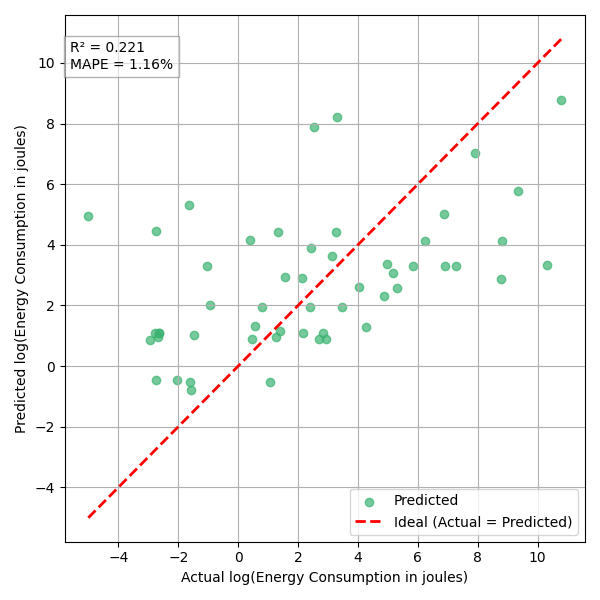 R² = 0.221
MAPE = 1.16%
10
8
6
4
2
0
−2
−4
Predicted log(Energy Consumption in joules)
Predicted
Ideal (Actual = Predicted)
−4 −2 0 2 4 6 8 10
Actual log(Energy Consumption in joules)